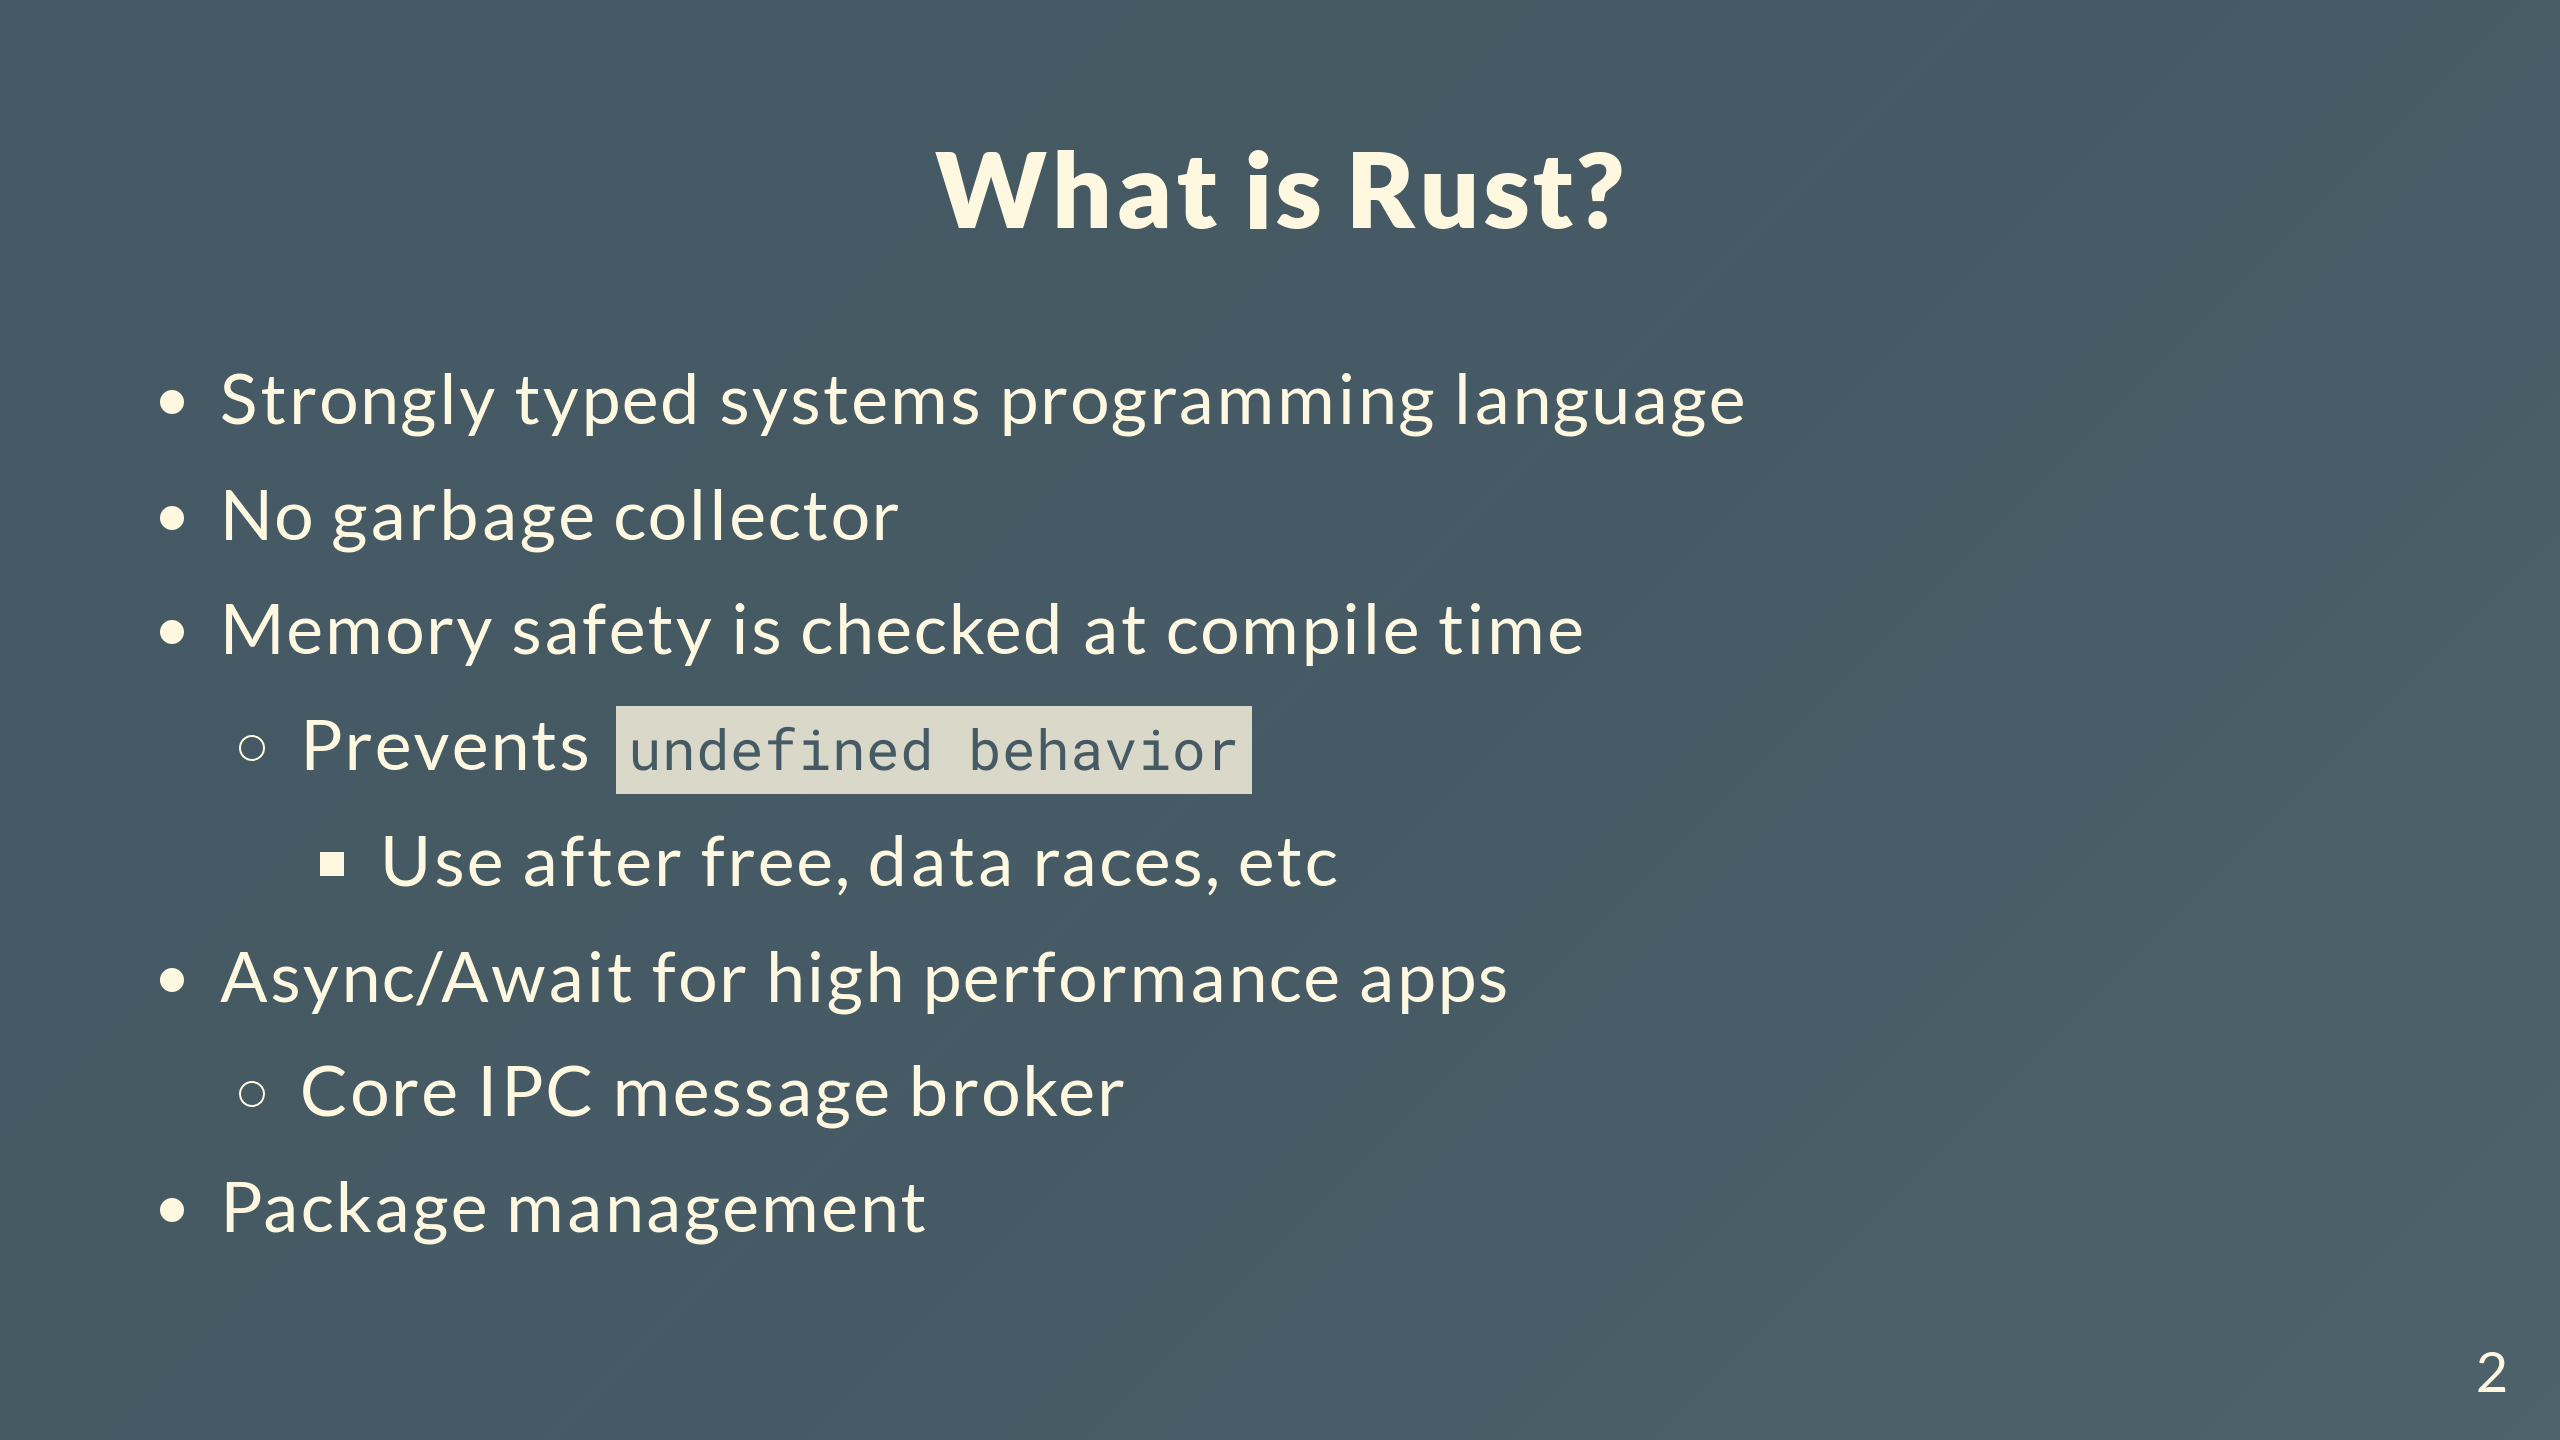 What is Rust?
Strongly typed systems programming language
No garbage collector
Memory safety is checked at compile time
Prevents undefined behavior
Use after free, data races, etc
Async/Await for high performance apps
Core IPC message broker
Package management
2